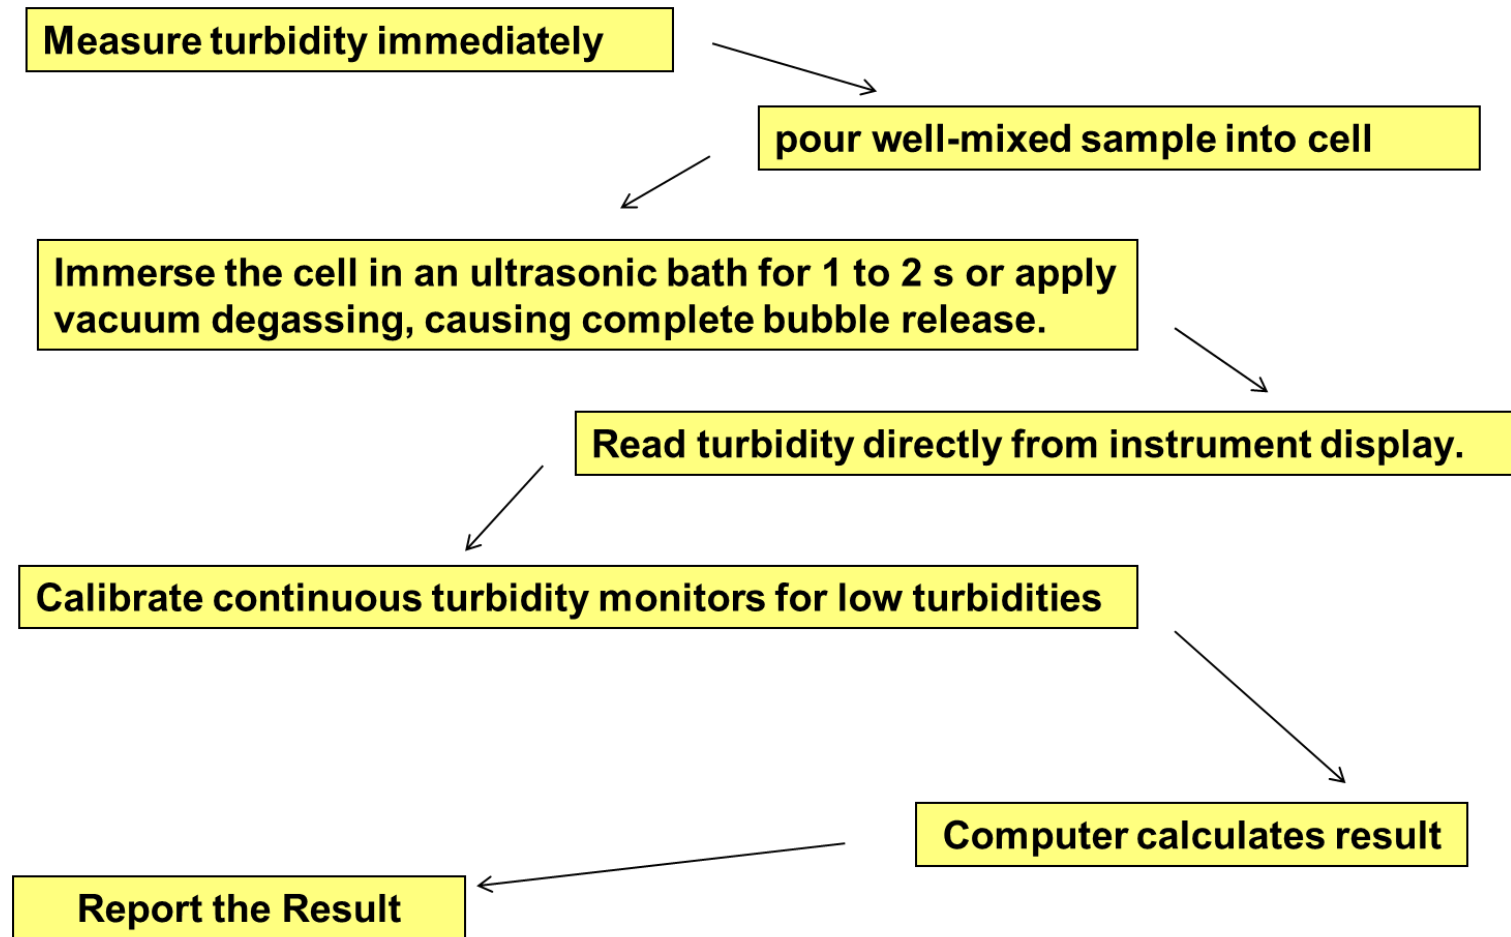 Measure turbidity immediately
pour well-mixed sample into cell
Immerse the cell in an ultrasonic bath for 1 to 2 s or apply
vacuum degassing, causing complete bubble release.
Read turbidity directly from instrument display.
Calibrate continuous turbidity monitors for low turbidities
Computer calculates result
Report the Result